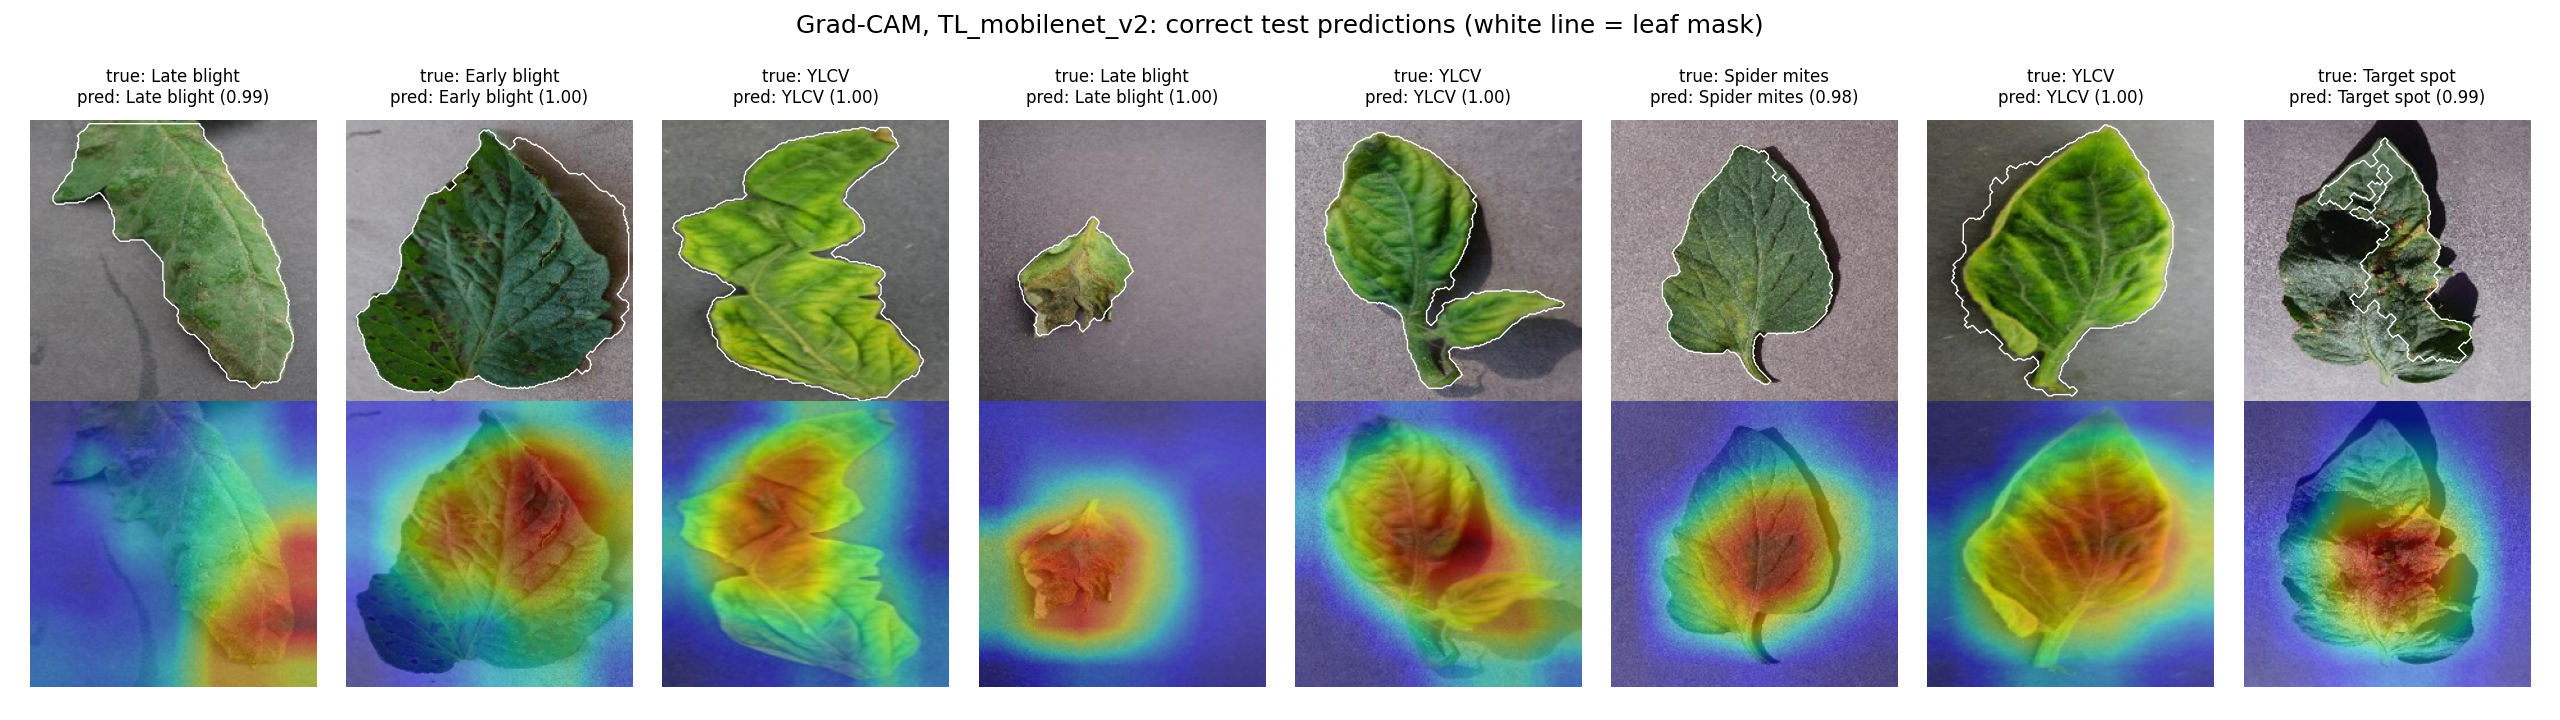 Grad-CAM, TL_mobilenet_v2: correct test predictions (white line = leaf mask)
true: Late blight
pred: Late blight (0.99)
true: Early blight
pred: Early blight (1.00)
true: YLCV
pred: YLCV (1.00)
true: Late blight
pred: Late blight (1.00)
true: YLCV
pred: YLCV (1.00)
true: Spider mites
pred: Spider mites (0.98)
true: YLCV
pred: YLCV (1.00)
true: Target spot
pred: Target spot (0.99)